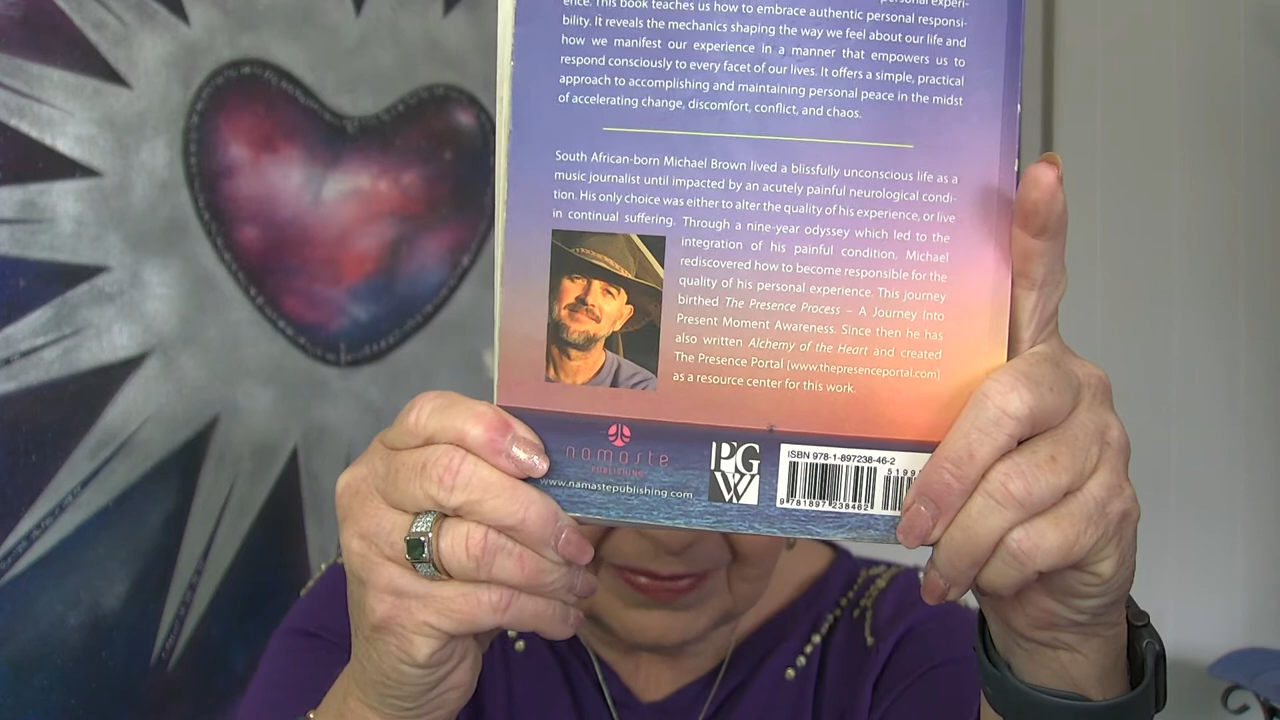 personal experi-
ence. This book teaches us how to embrace authentic personal responsi-
bility. It reveals the mechanics shaping the way we feel about our life and
how we manifest our experience in a manner that empowers us to
respond consciously to every facet of our lives. It offers a simple, practical
approach to accomplishing and maintaining personal peace in the midst
of accelerating change, discomfort, conflict, and chaos.
South African-born Michael Brown lived a blissfully unconscious life as a
music journalist until impacted by an acutely painful neurological condi-
tion. His only choice was either to alter the quality of his experience, or live
in continual suffering. Through a nine-year odyssey which led to the
integration of his painful condition, Michael
rediscovered how to become responsible for the
quality of his personal experience. This journey
birthed The Presence Process – A Journey Into
Present Moment Awareness. Since then he has
also written Alchemy of the Heart and created
The Presence Portal [www.thepresenceportal.com]
as a resource center for this work.
namaste
PUBLISHING
www.namastepublishing.com
PGW
ISBN 978-1-897238-46-2
5199
9 781897 238462